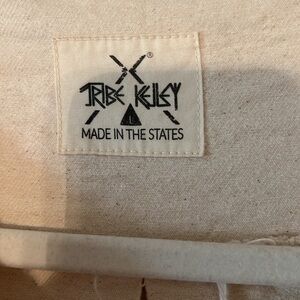 ®
TRIBE KELLEY
L
MADE IN THE STATES